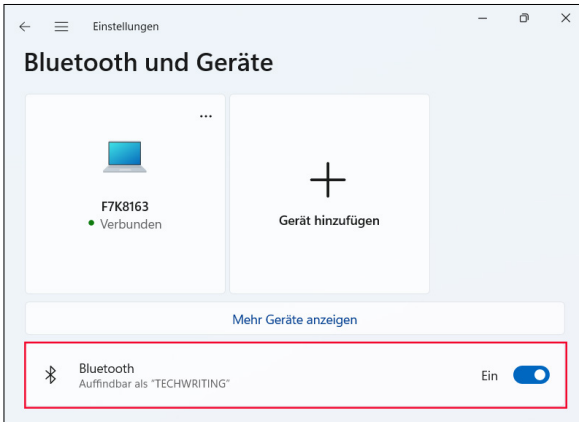 Einstellungen
Bluetooth und Geräte
F7K8163
Verbunden
Gerät hinzufügen
Mehr Geräte anzeigen
Bluetooth
Auffindbar als "TECHWRITING"
Ein